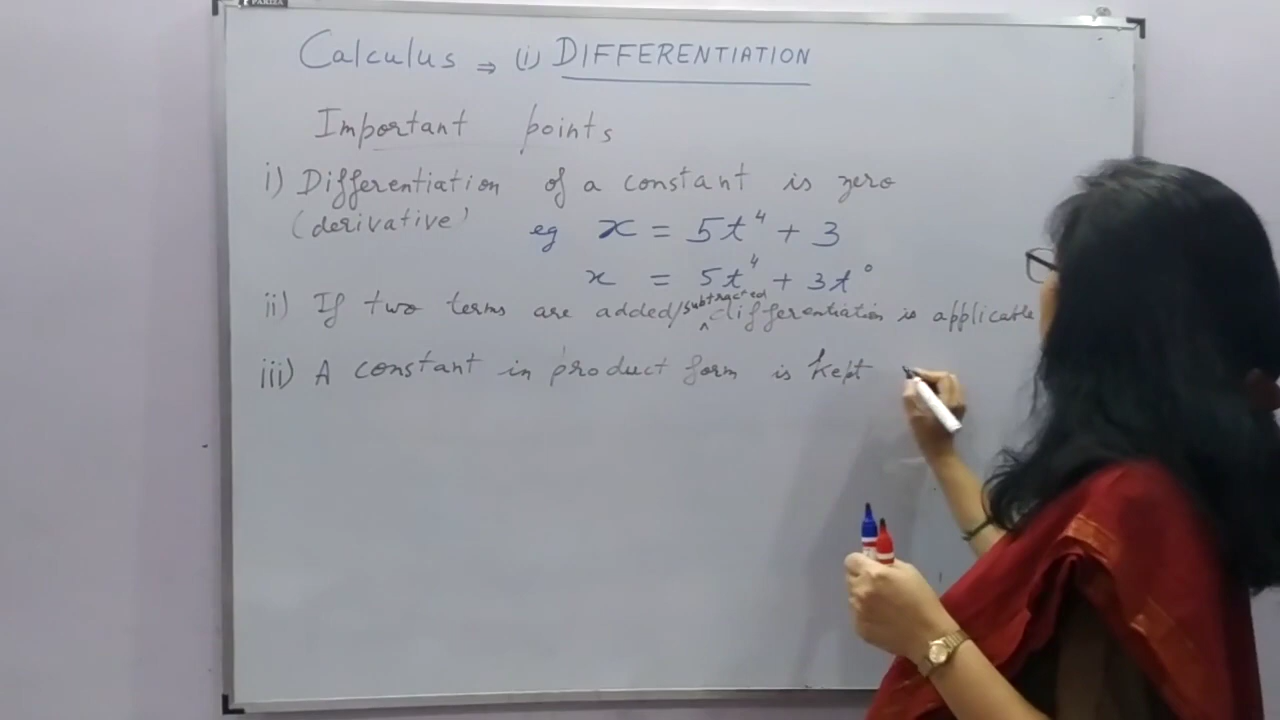 PARIZA
Calculus ⇒ (i) DIFFERENTIATION
Important points
i) Differentiation of a constant is zero
(derivative) eg x = 5t⁴ + 3
x = 5t⁴ + 3t⁰
ii) If two terms are added/subtracted differentiation is applicable
iii) A constant in product form is kept